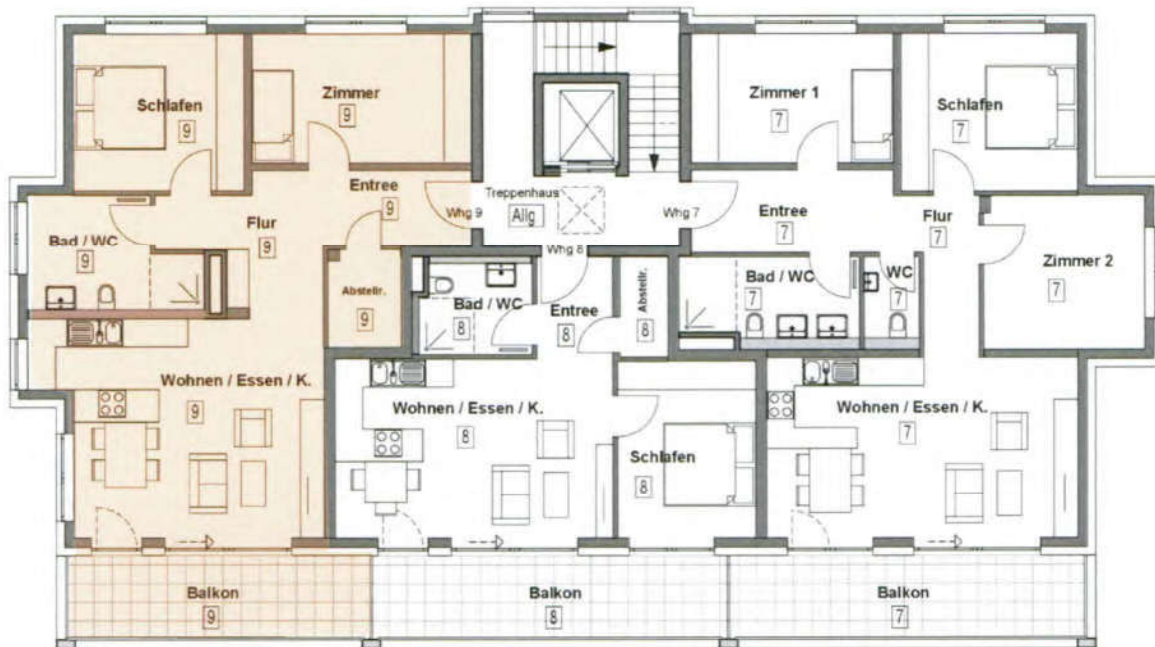 Schlafen
9
Zimmer
9
Zimmer 1
7
Schlafen
7
Entree
9
Whg 9
Treppenhaus
Allg
Whg 7
Whg 8
Entree
7
Flur
7
Flur
9
Bad / WC
9
Zimmer 2
7
Abstellr.
9
Bad / WC
8
Entree
8
Abstellr.
8
Bad / WC
7
WC
7
Wohnen / Essen / K.
9
Wohnen / Essen / K.
8
Wohnen / Essen / K.
7
Schlafen
8
Balkon
9
Balkon
8
Balkon
7